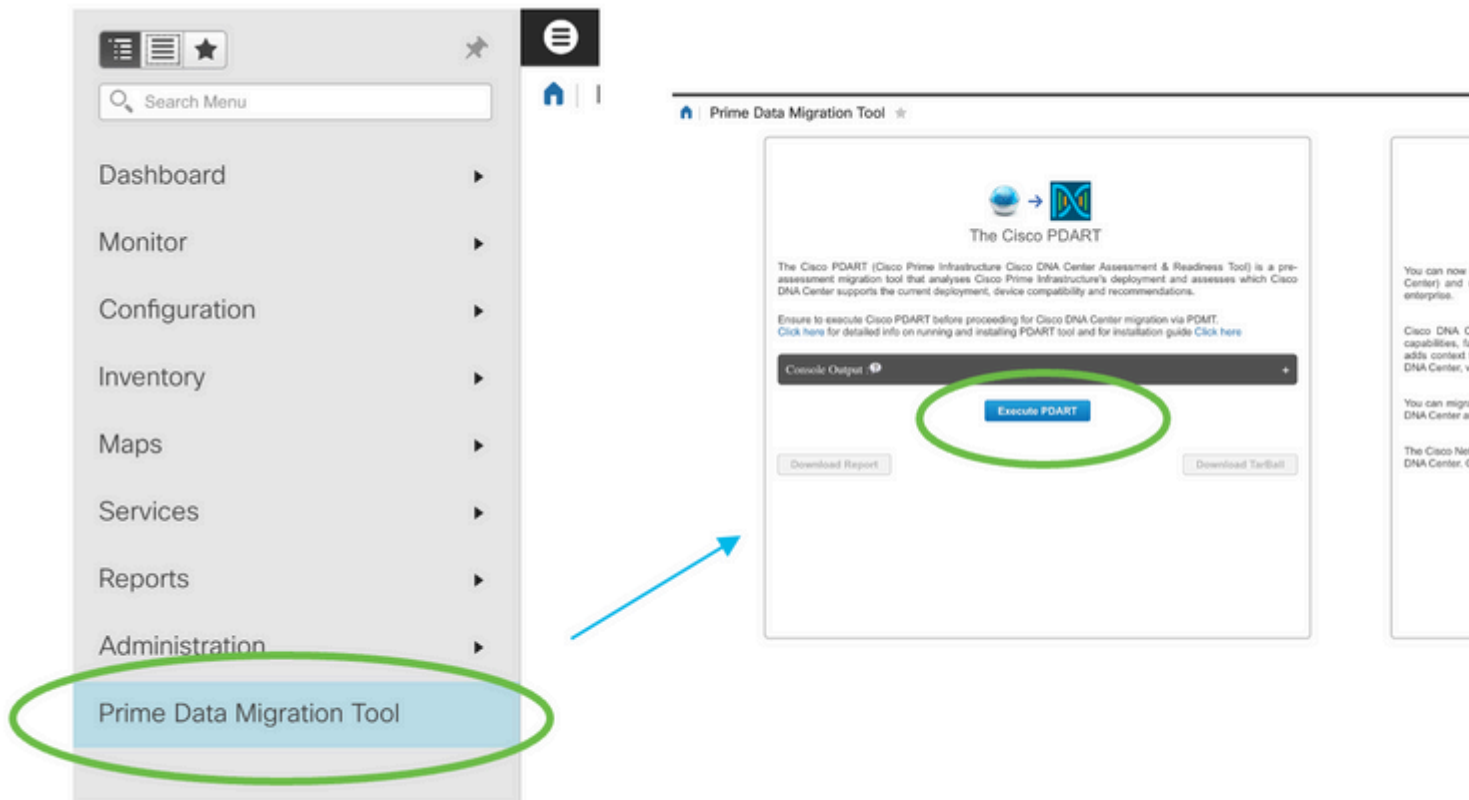 Search Menu
Dashboard
Monitor
Configuration
Inventory
Maps
Services
Reports
Administration
Prime Data Migration Tool
Prime Data Migration Tool
The Cisco PDART
The Cisco PDART (Cisco Prime Infrastructure Cisco DNA Center Assessment & Readiness Tool) is a pre-
assessment migration tool that analyses Cisco Prime Infrastructure's deployment and assesses which Cisco
DNA Center supports the current deployment, device compatibility and recommendations.
Ensure to execute Cisco PDART before proceeding for Cisco DNA Center migration via PDMT.
Click here for detailed info on running and installing PDART tool and for installation guide Click here
Console Output :
Execute PDART
Download Report
Download TarBall
You can now
Center) and
enterprise.
Cisco DNA
capabilities,
adds context
DNA Center,
You can
DNA Center
The Cisco
DNA Center.